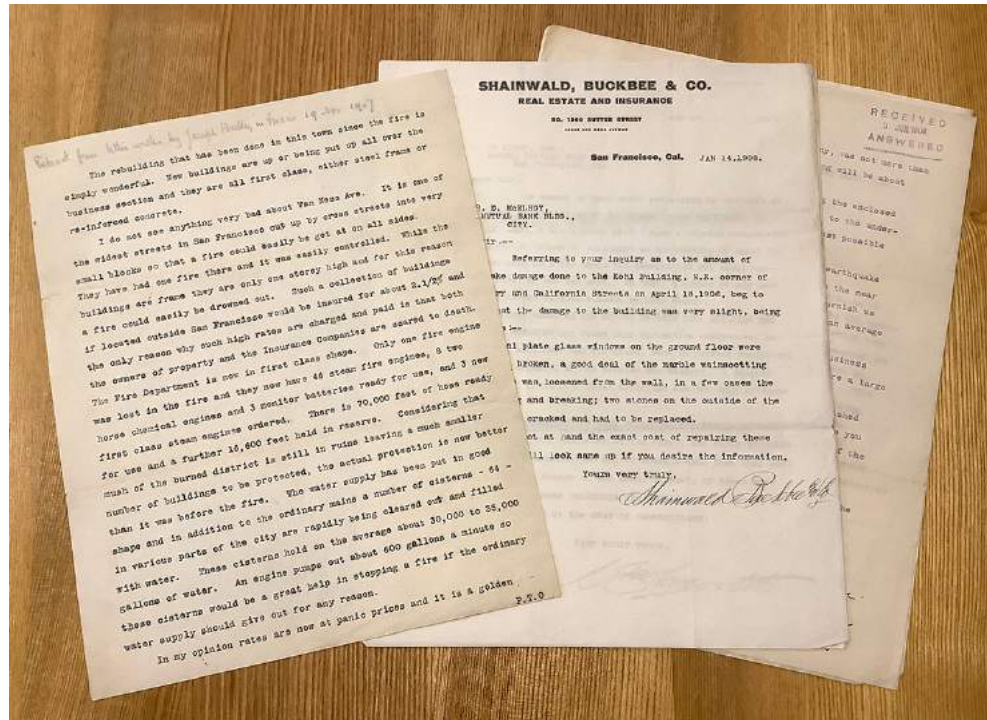 The rebuilding that has been done in this town since the fire is
simply wonderful. New buildings are up or being put up all over the
business section and they are all first class, either steel frame or
re-inforced concrete.
I do not see anything very bad about Van Ness Ave. It is one of
the widest streets in San Francisco cut up by cross streets into very
small blocks so that a fire could easily be got at on all sides.
They have had one fire there and it was easily controlled. While the
buildings are frame they are only one storey high and for this reason
a fire could easily be drowned out. Such a collection of buildings
if located outside San Francisco would be insured for about 2.1/2% and
the only reason why such high rates are charged and paid is that both
the owners of property and the Insurance Companies are scared to death.
The Fire Department is now in first class shape. Only one fire engine
was lost in the fire and they now have 46 steam fire engines, 8 two
horse chemical engines and 3 monitor batteries ready for use, and 3 new
first class steam engines ordered. There is 70,000 feet of hose ready
for use and a further 16,600 feet held in reserve. Considering that
much of the burned district is still in ruins leaving a much smaller
number of buildings to be protected, the actual protection is now better
than it was before the fire. The water supply has been put in good
shape and in addition to the ordinary mains a number of cisterns - 54 -
in various parts of the city are rapidly being cleared out and filled
with water. These cisterns hold on the average about 30,000 to 35,000
gallons of water. An engine pumps out about 600 gallons a minute so
these cisterns would be a great help in stopping a fire if the ordinary
water supply should give out for any reason.
In my opinion rates are now at panic prices and it is a golden
P.T.O
SHAINWALD, BUCKBEE & CO.
REAL ESTATE AND INSURANCE
SUTTER STREET
San Francisco, Cal. JAN 14,1908.
D. McELROY,
MUTUAL BANK BLDG.,
CITY.
Referring to your inquiry as to the amount of
damage done to the Kohl Building, N.E. corner of
and California Streets on April 18,1906, beg to
the damage to the building was very slight, being
plate glass windows on the ground floor were
broken, a good deal of the marble wainscotting
was, loosened from the wall, in a few cases the
and breaking; two stones on the outside of the
cracked and had to be replaced.
at hand the exact cost of repairing these
look same up if you desire the information.
Yours very truly,
Shainwald Buckbee & Co
RECEIVED
ANSWERED
was not more than
will be about
the enclosed
to the under-
possible
earthquake
the near
us
average
large
you
of the